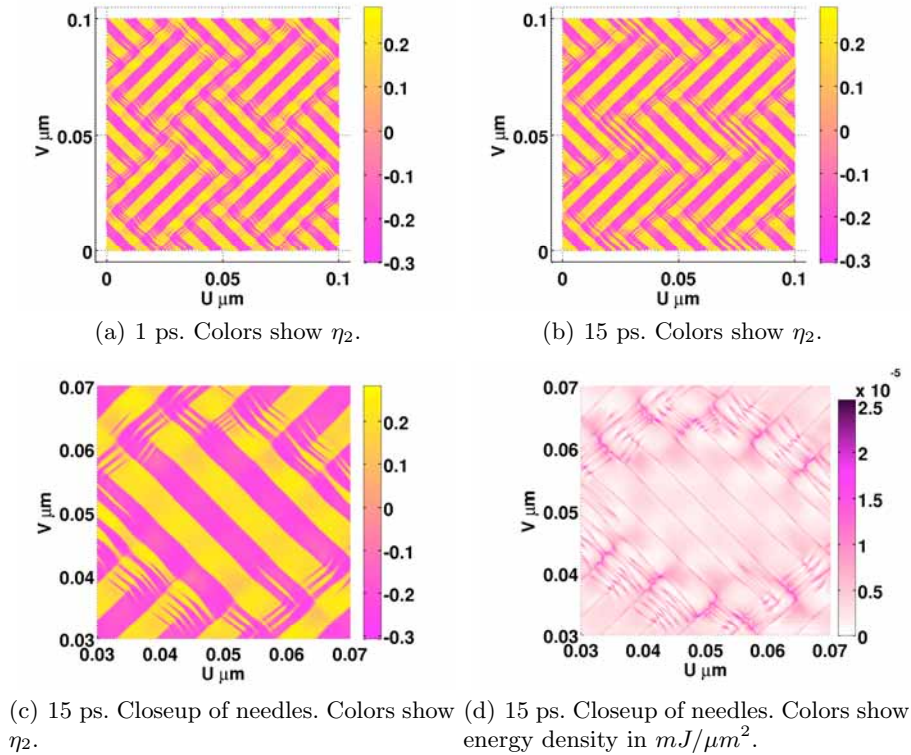 0.1
0.05
0
V μm
0 0.05 0.1
U μm
0.2
0.1
0
-0.1
-0.2
-0.3
(a) 1 ps. Colors show η₂.
0.1
0.05
0
V μm
0 0.05 0.1
U μm
0.2
0.1
0
-0.1
-0.2
-0.3
(b) 15 ps. Colors show η₂.
0.07
0.06
0.05
0.04
0.03
V μm
0.03 0.04 0.05 0.06 0.07
U μm
0.2
0.1
0
-0.1
-0.2
-0.3
(c) 15 ps. Closeup of needles. Colors show
η₂.
0.07
0.06
0.05
0.04
0.03
V μm
0.03 0.04 0.05 0.06 0.07
U μm
x 10⁻⁵
2.5
2
1.5
1
0.5
0
(d) 15 ps. Closeup of needles. Colors show
energy density in mJ/μm².